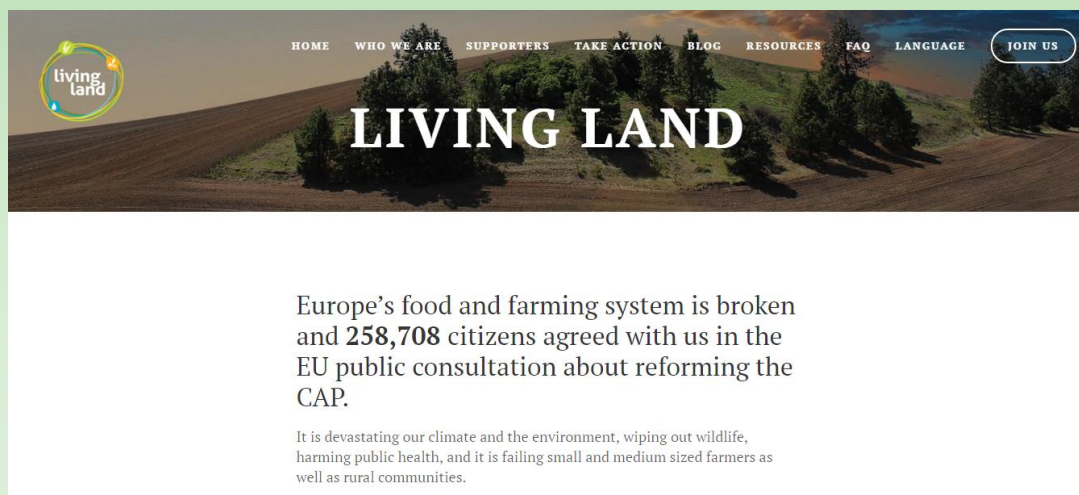 HOME WHO WE ARE SUPPORTERS TAKE ACTION BLOG RESOURCES FAQ LANGUAGE JOIN US
living
land
LIVING LAND
Europe’s food and farming system is broken
and 258,708 citizens agreed with us in the
EU public consultation about reforming the
CAP.
It is devastating our climate and the environment, wiping out wildlife,
harming public health, and it is failing small and medium sized farmers as
well as rural communities.